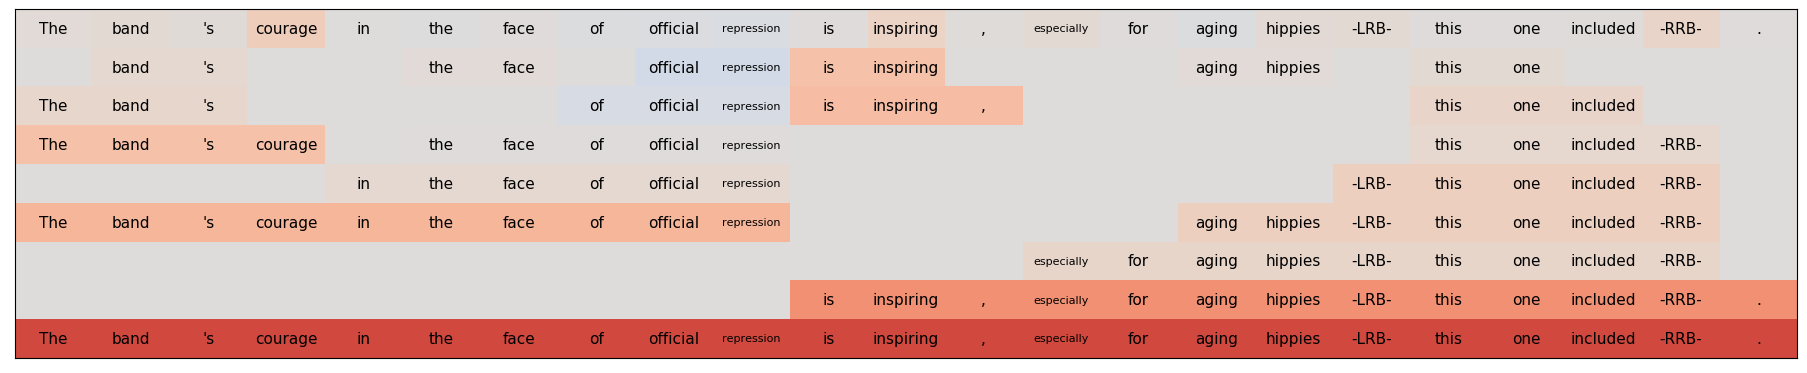 The band 's courage in the face of official repression is inspiring , especially for aging hippies -LRB- this one included -RRB- .
band 's the face official repression is inspiring aging hippies this one
The band 's of official repression is inspiring , this one included
The band 's courage the face of official repression this one included -RRB-
in the face of official repression -LRB- this one included -RRB-
The band 's courage in the face of official repression aging hippies -LRB- this one included -RRB-
especially for aging hippies -LRB- this one included -RRB-
is inspiring , especially for aging hippies -LRB- this one included -RRB- .
The band 's courage in the face of official repression is inspiring , especially for aging hippies -LRB- this one included -RRB- .